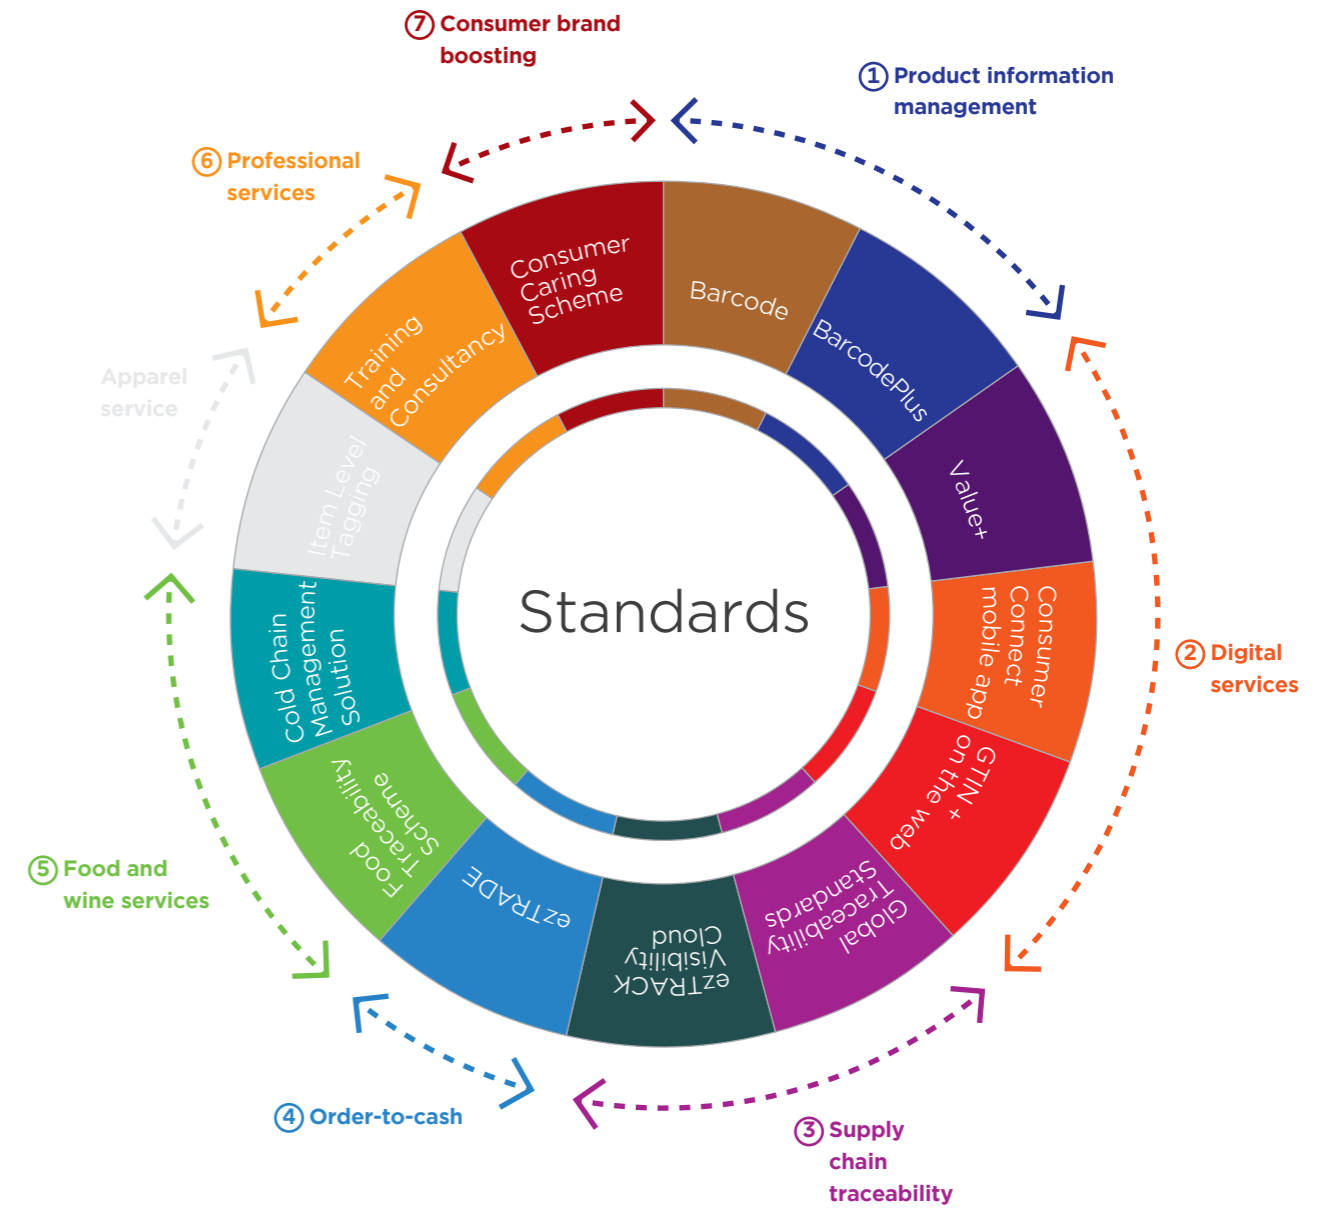 7 Consumer brand
boosting
1 Product information
management
6 Professional
services
Apparel
service
2 Digital
services
5 Food and
wine services
4 Order-to-cash
3 Supply
chain
traceability
Barcode
BarcodePlus
Value+
Consumer
Connect
mobile app
GTIN +
on the web
Global
Traceability
Standards
ezTRACK
Visibility
Cloud
ezTRADE
Food
Traceability
Scheme
Cold Chain
Management
Solution
Item Level
Tagging
Training
and
Consultancy
Consumer
Caring
Scheme
Standards